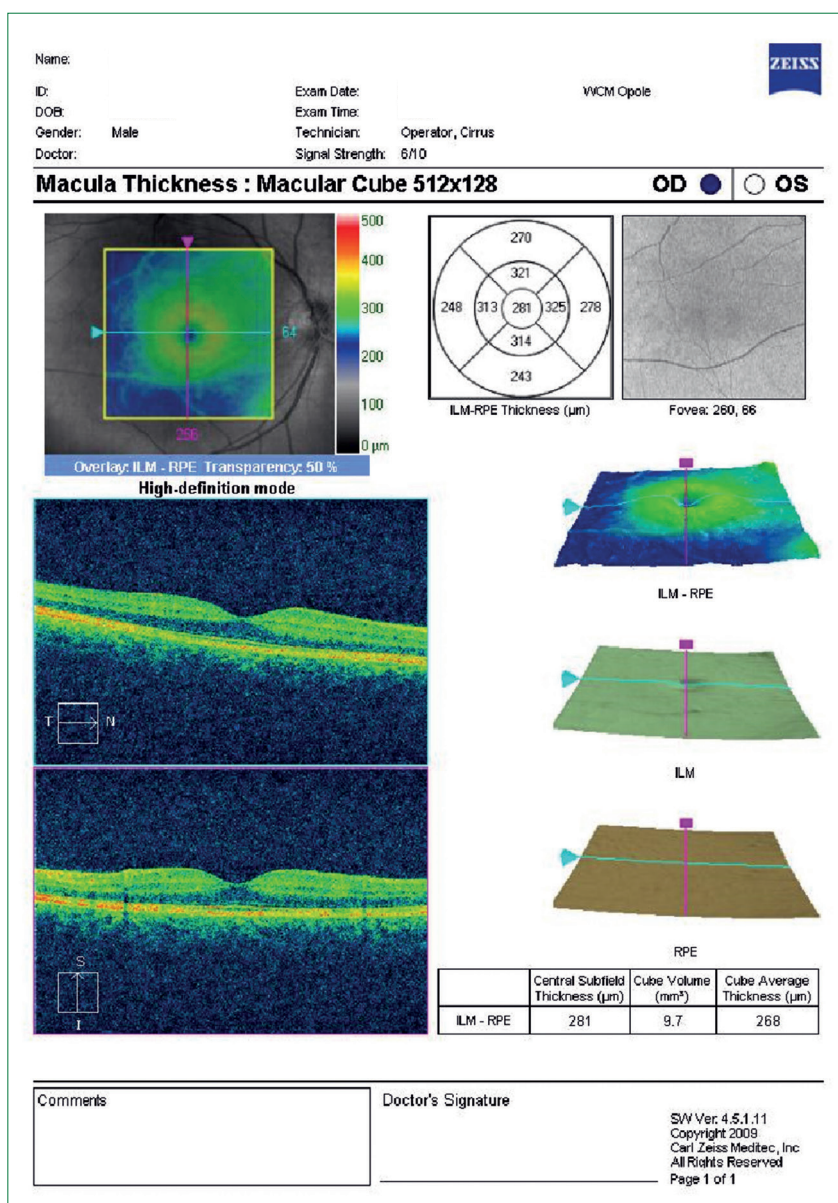 ZEISS
Name:
ID: Exam Date: WCM Opole
DOB: Exam Time:
Gender: Male Technician: Operator, Cirrus
Doctor: Signal Strength: 6/10
Macula Thickness : Macular Cube 512x128 OD OS
500
400
300
200
100
0 µm
64
256
Overlay: ILM - RPE Transparency: 50 %
270
321
248 313 281 325 278
314
243
ILM-RPE Thickness (µm)
Fovea: 260, 66
High-definition mode
T N
S
I
ILM - RPE
ILM
RPE
Central Subfield Thickness (µm) Cube Volume (mm³) Cube Average Thickness (µm)
ILM - RPE 281 9.7 268
Comments
Doctor's Signature
SW Ver: 4.5.1.11
Copyright 2009
Carl Zeiss Meditec, Inc
All Rights Reserved
Page 1 of 1